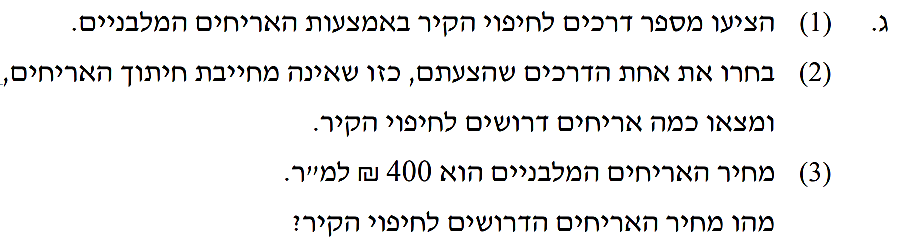 ג. (1) הציעו מספר דרכים לחיפוי הקיר באמצעות האריחים המלבניים.
(2) בחרו את אחת הדרכים שהצעתם, כזו שאינה מחייבת חיתוך האריחים,
ומצאו כמה אריחים דרושים לחיפוי הקיר.
(3) מחיר האריחים המלבניים הוא 400 ₪ למ״ר.
מהו מחיר האריחים הדרושים לחיפוי הקיר?